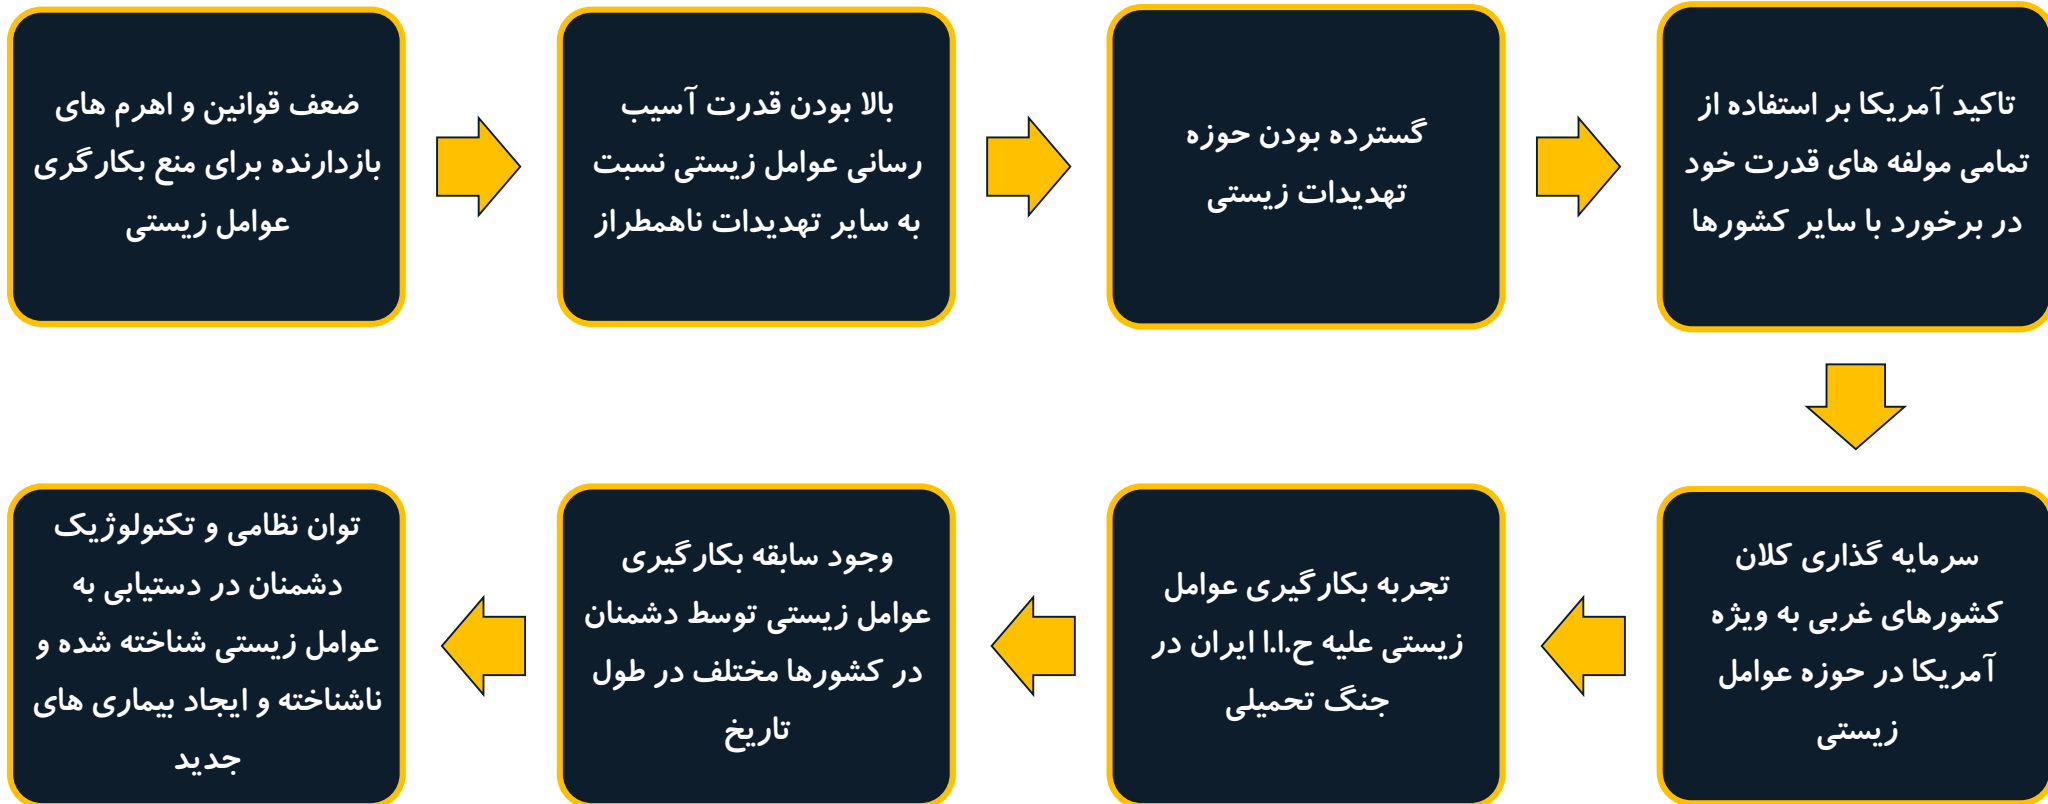 ضعف قوانین و اهرم های
بازدارنده برای منع بکارگری
عوامل زیستی
بالا بودن قدرت آسیب
رسانی عوامل زیستی نسبت
به سایر تهدیدات ناهمطراز
گسترده بودن حوزه
تهدیدات زیستی
تاکید آمریکا بر استفاده از
تمامی مولفه های قدرت خود
در برخورد با سایر کشورها
سرمایه گذاری کلان
کشورهای غربی به ویژه
آمریکا در حوزه عوامل
زیستی
تجربه بکارگیری عوامل
زیستی علیه ح.ا.ا ایران در
جنگ تحمیلی
وجود سابقه بکارگیری
عوامل زیستی توسط دشمنان
در کشورها مختلف در طول
تاریخ
توان نظامی و تکنولوژیک
دشمنان در دستیابی به
عوامل زیستی شناخته شده و
ناشناخته و ایجاد بیماری های
جدید